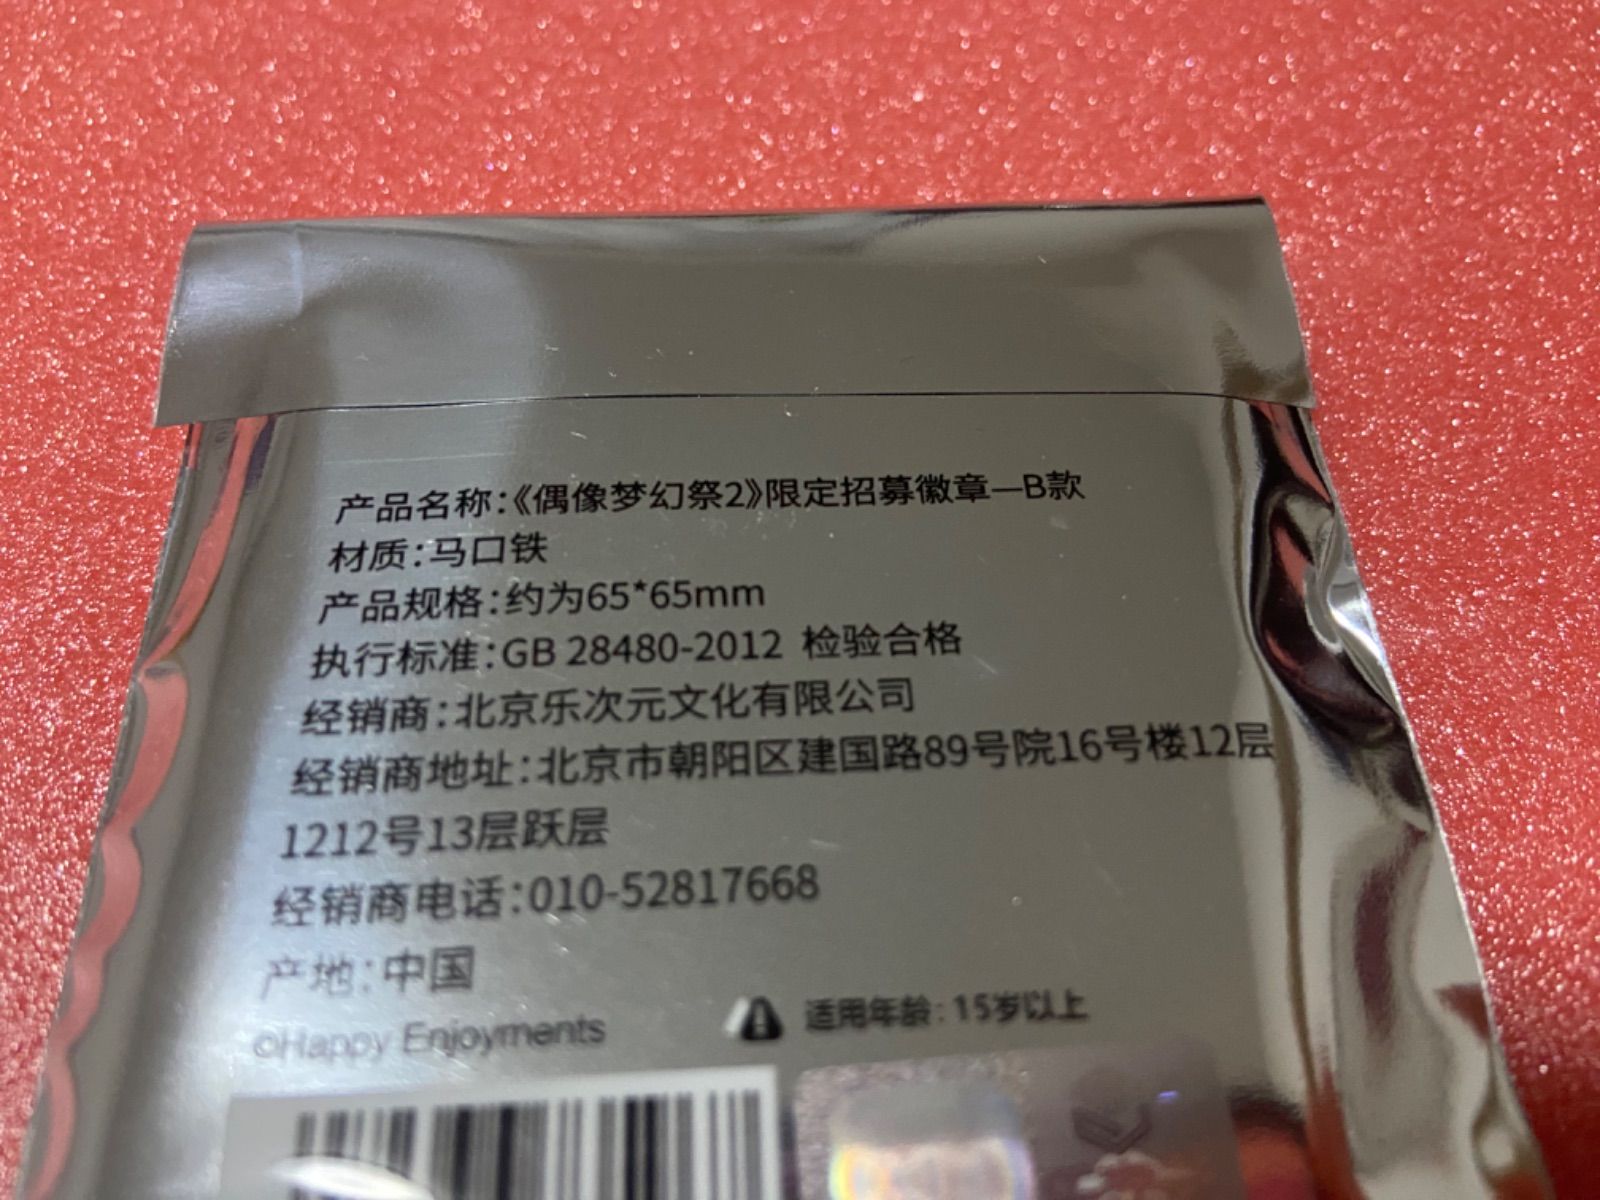 产品名称：《偶像梦幻祭2》限定招募徽章—B款
材质：马口铁
产品规格：约为65*65mm
执行标准：GB 28480-2012 检验合格
经销商：北京乐次元文化有限公司
经销商地址：北京市朝阳区建国路89号院16号楼12层
1212号13层跃层
经销商电话：010-52817668
产地：中国
©Happy Enjoyments
适用年龄：15岁以上